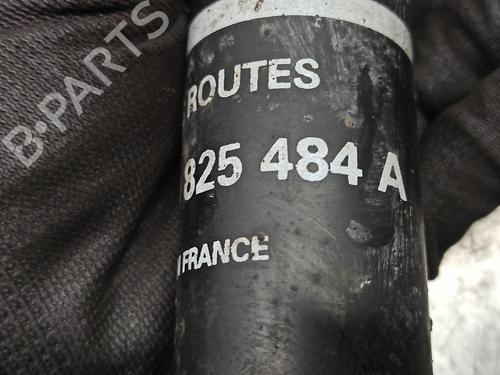 B-PARTS
ROUTES
825 484 A
FRANCE